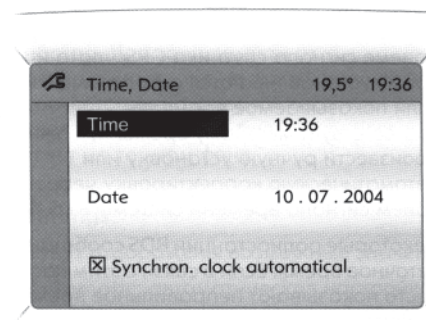 Time, Date 19,5° 19:36
Time 19:36
Date 10 . 07 . 2004
☒ Synchron. clock automatical.